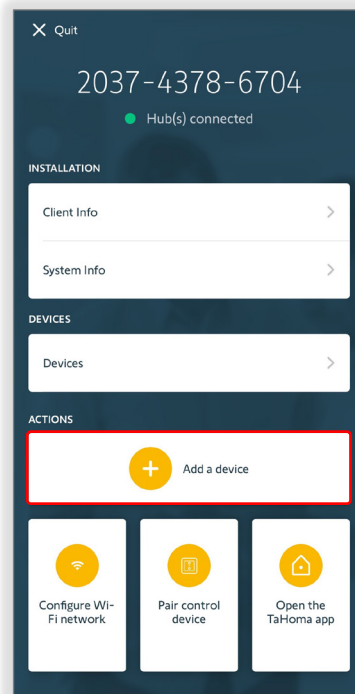 Quit
2037-4378-6704
Hub(s) connected
INSTALLATION
Client Info
System Info
DEVICES
Devices
ACTIONS
Add a device
Configure Wi-
Fi network
Pair control
device
Open the
TaHoma app